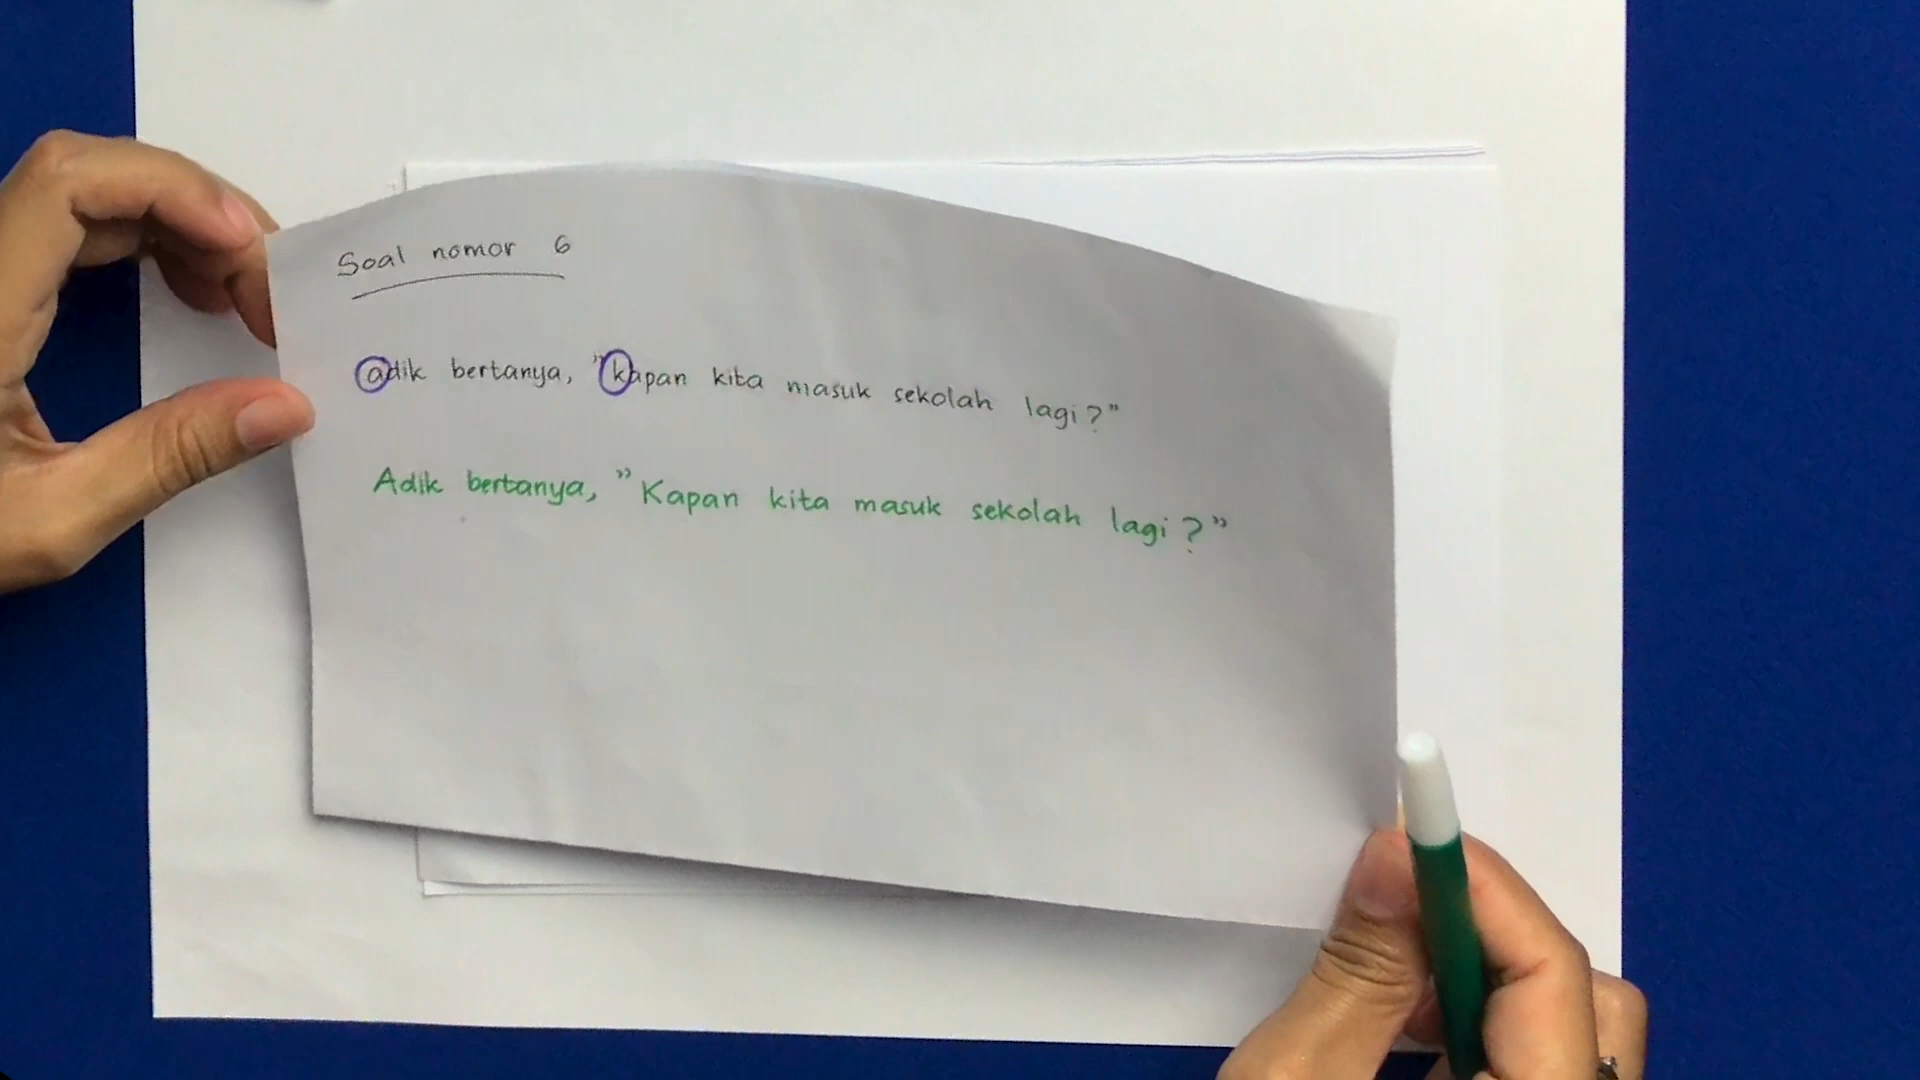 Soal nomor 6
adik bertanya, "kapan kita masuk sekolah lagi?"
Adik bertanya, "Kapan kita masuk sekolah lagi?"